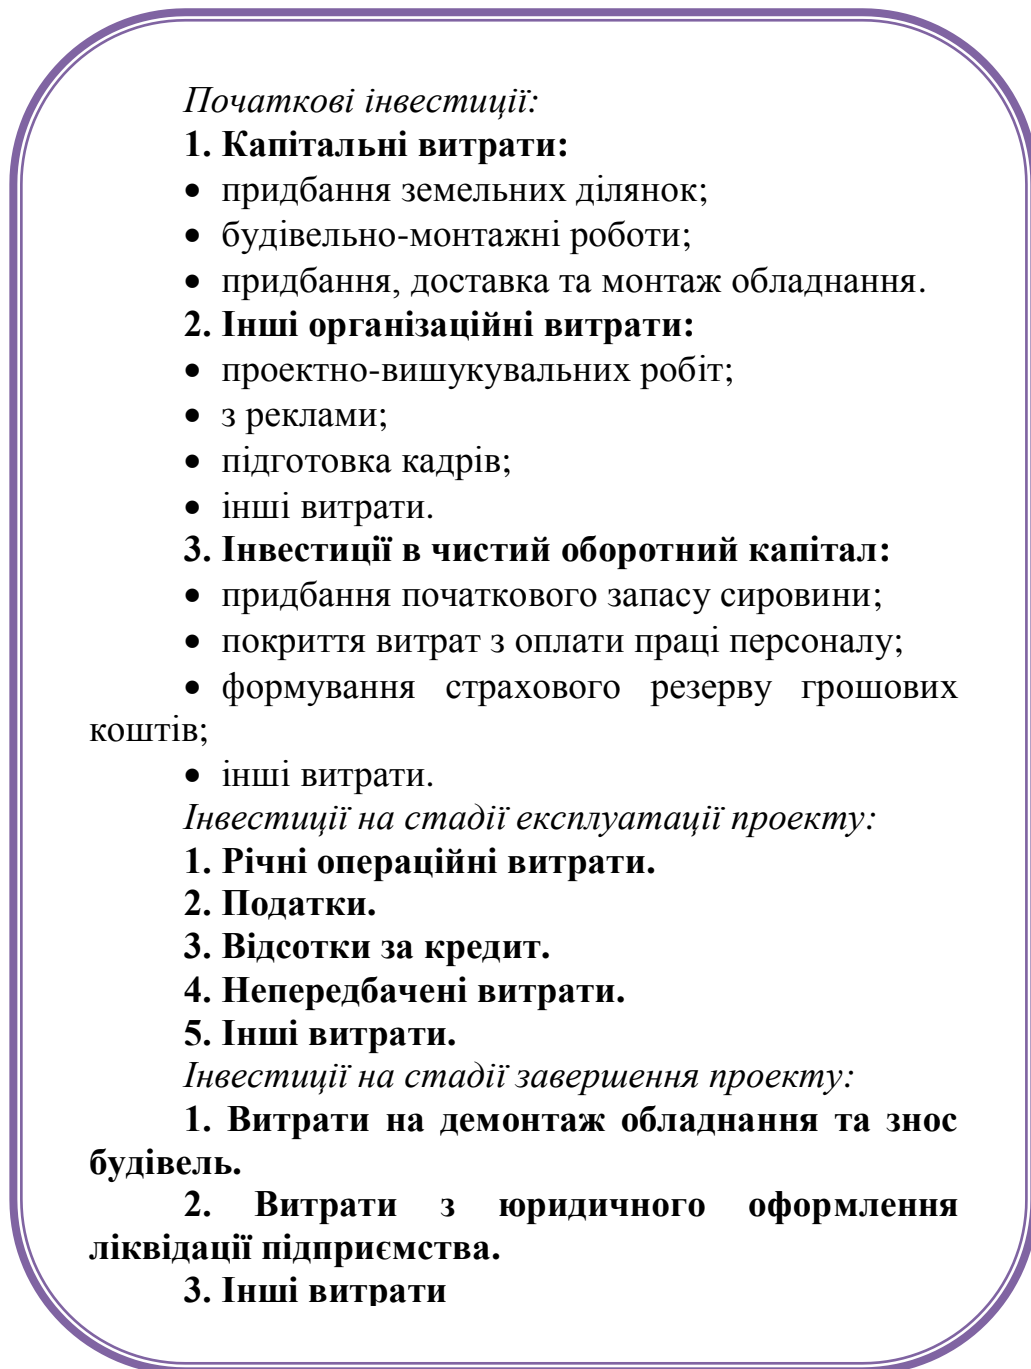 Початкові інвестиції:
1. Капітальні витрати:
• придбання земельних ділянок;
• будівельно-монтажні роботи;
• придбання, доставка та монтаж обладнання.
2. Інші організаційні витрати:
• проектно-вишукувальних робіт;
• з реклами;
• підготовка кадрів;
• інші витрати.
3. Інвестиції в чистий оборотний капітал:
• придбання початкового запасу сировини;
• покриття витрат з оплати праці персоналу;
• формування страхового резерву грошових
коштів;
• інші витрати.
Інвестиції на стадії експлуатації проекту:
1. Річні операційні витрати.
2. Податки.
3. Відсотки за кредит.
4. Непередбачені витрати.
5. Інші витрати.
Інвестиції на стадії завершення проекту:
1. Витрати на демонтаж обладнання та знос
будівель.
2. Витрати з юридичного оформлення
ліквідації підприємства.
3. Інші витрати